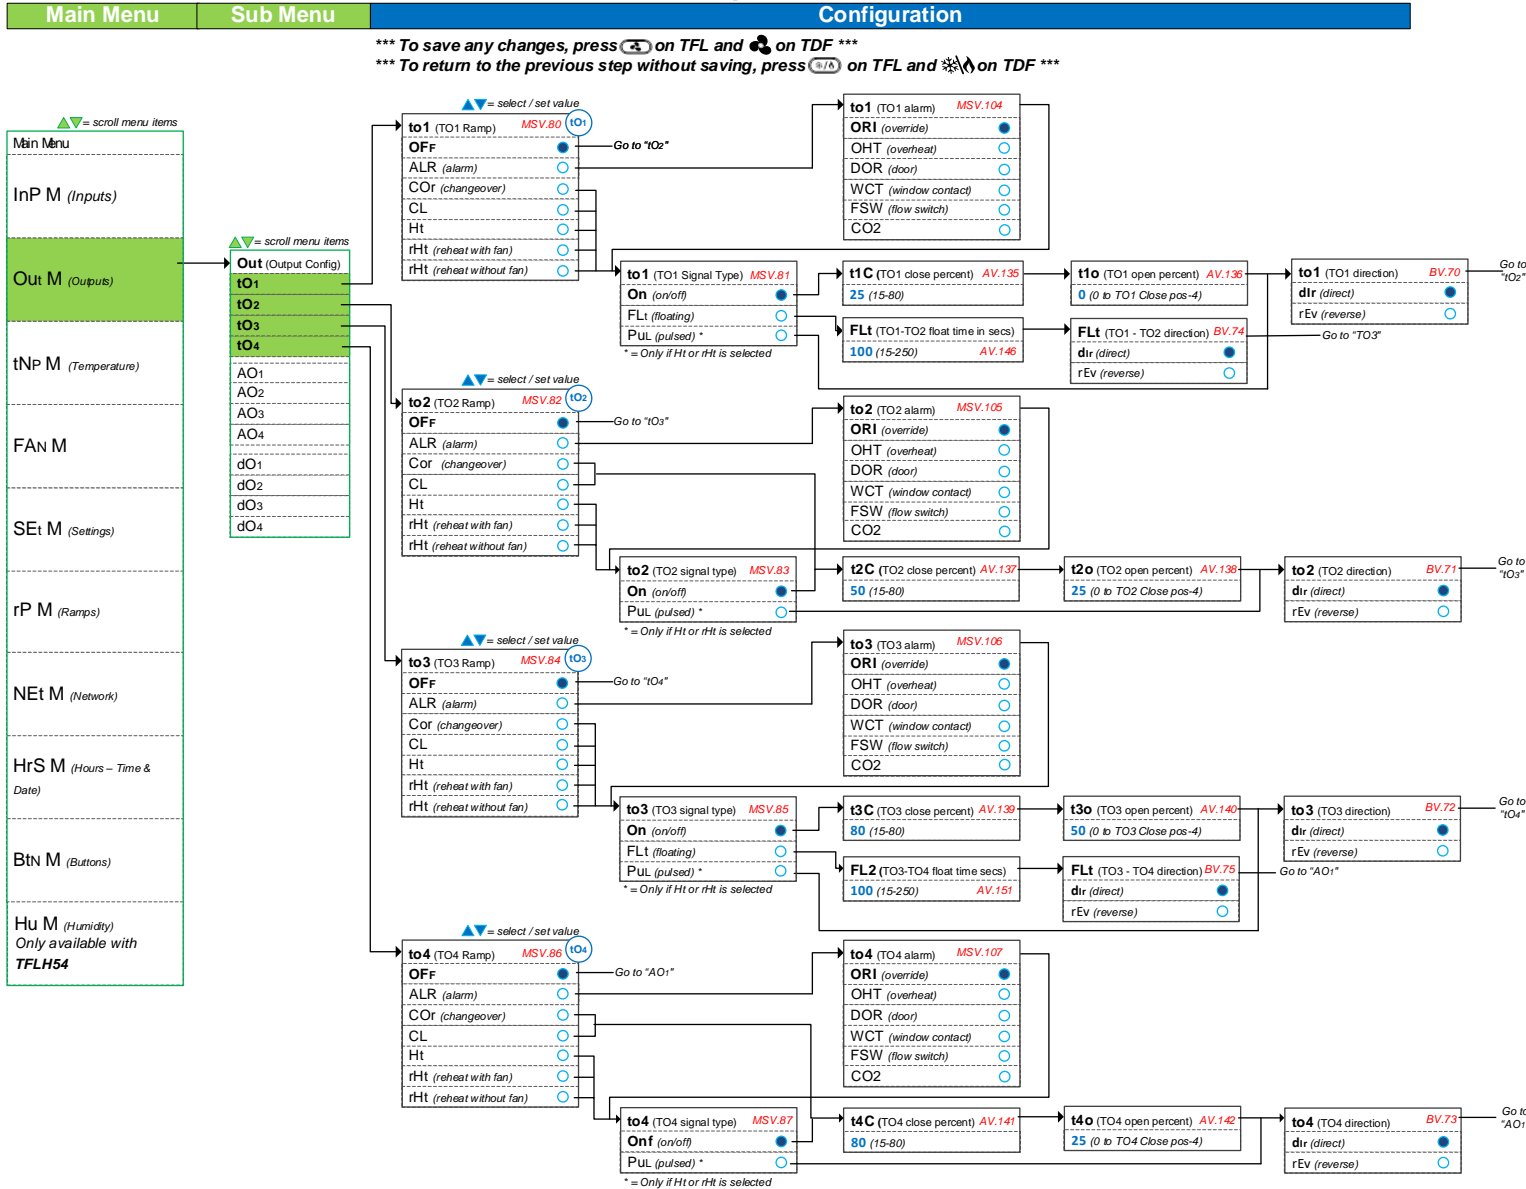 Main Menu
Sub Menu
Configuration
*** To save any changes, press on TFL and on TDF ***
*** To return to the previous step without saving, press on TFL and on TDF ***
= scroll menu items
Main Menu
InP M (Inputs)
Out M (Outputs)
tNP M (Temperature)
FAN M
SEt M (Settings)
rP M (Ramps)
NEt M (Network)
HrS M (Hours – Time &
Date)
BtN M (Buttons)
Hu M (Humidity)
Only available with
TFLH54
= scroll menu items
Out (Output Config)
tO1
tO2
tO3
tO4
AO1
AO2
AO3
AO4
dO1
dO2
dO3
dO4
= select / set value
to1 (TO1 Ramp) MSV.80 tO1
OFF
Go to "tO2"
ALR (alarm)
COr (changeover)
CL
Ht
rHt (reheat with fan)
rHt (reheat without fan)
to1 (TO1 alarm) MSV.104
ORI (override)
OHT (overheat)
DOR (door)
WCT (window contact)
FSW (flow switch)
CO2
to1 (TO1 Signal Type) MSV.81
On (on/off)
FLt (floating)
PuL (pulsed) *
* = Only if Ht or rHt is selected
t1C (TO1 close percent) AV.135
25 (15-80)
t1o (TO1 open percent) AV.136
0 (0 to TO1 Close pos-4)
to1 (TO1 direction) BV.70
dIr (direct)
rEv (reverse)
Go to
"tO2"
FLt (TO1-TO2 float time in secs)
100 (15-250) AV.146
FLt (TO1 - TO2 direction) BV.74
dIr (direct)
rEv (reverse)
Go to "TO3"
= select / set value
to2 (TO2 Ramp) MSV.82 tO2
OFF
Go to "tO3"
ALR (alarm)
Cor (changeover)
CL
Ht
rHt (reheat with fan)
rHt (reheat without fan)
to2 (TO2 alarm) MSV.105
ORI (override)
OHT (overheat)
DOR (door)
WCT (window contact)
FSW (flow switch)
CO2
to2 (TO2 signal type) MSV.83
On (on/off)
PuL (pulsed) *
* = Only if Ht or rHt is selected
t2C (TO2 close percent) AV.137
50 (15-80)
t2o (TO2 open percent) AV.138
25 (0 to TO2 Close pos-4)
to2 (TO2 direction) BV.71
dIr (direct)
rEv (reverse)
Go to
"tO3"
= select / set value
to3 (TO3 Ramp) MSV.84 tO3
OFF
Go to "tO4"
ALR (alarm)
Cor (changeover)
CL
Ht
rHt (reheat with fan)
rHt (reheat without fan)
to3 (TO3 alarm) MSV.106
ORI (override)
OHT (overheat)
DOR (door)
WCT (window contact)
FSW (flow switch)
CO2
to3 (TO3 signal type) MSV.85
On (on/off)
FLt (floating)
PuL (pulsed) *
* = Only if Ht or rHt is selected
t3C (TO3 close percent) AV.139
80 (15-80)
t3o (TO3 open percent) AV.140
50 (0 to TO3 Close pos-4)
to3 (TO3 direction) BV.72
dIr (direct)
rEv (reverse)
Go to
"tO4"
FL2 (TO3-TO4 float time secs)
100 (15-250) AV.151
FLt (TO3 - TO4 direction) BV.75
dIr (direct)
rEv (reverse)
Go to "AO1"
= select / set value
to4 (TO4 Ramp) MSV.86 tO4
OFF
Go to "AO1"
ALR (alarm)
COr (changeover)
CL
Ht
rHt (reheat with fan)
rHt (reheat without fan)
to4 (TO4 alarm) MSV.107
ORI (override)
OHT (overheat)
DOR (door)
WCT (window contact)
FSW (flow switch)
CO2
to4 (TO4 signal type) MSV.87
Onf (on/off)
PuL (pulsed) *
* = Only if Ht or rHt is selected
t4C (TO4 close percent) AV.141
80 (15-80)
t4o (TO4 open percent) AV.142
25 (0 to TO4 Close pos-4)
to4 (TO4 direction) BV.73
dIr (direct)
rEv (reverse)
Go to
"AO1